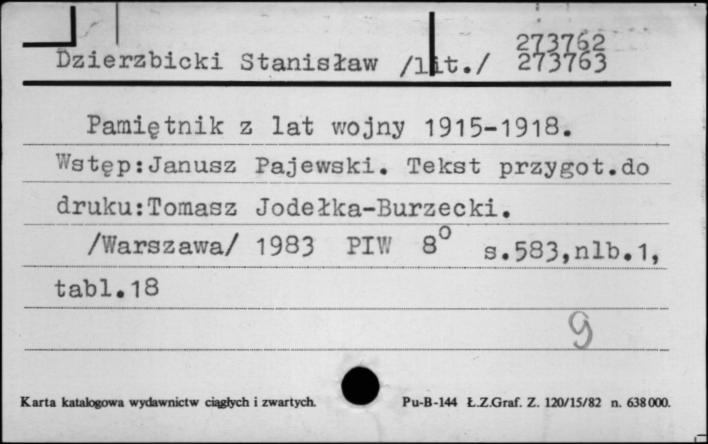 273762
Dzierzbicki Stanisław /lit./ 273763
Pamiętnik z lat wojny 1915-1918.
Wstęp:Janusz Pajewski. Tekst przygot.do
druku:Tomasz Jodełka-Burzecki.
/Warszawa/ 1983 PIW 8° s.583,nlb.1,
tabl.18
9
Karta katalogowa wydawnictw ciągłych i zwartych. Pu-B-144 Ł.Z.Graf. Z. 120/15/82 n. 638000.